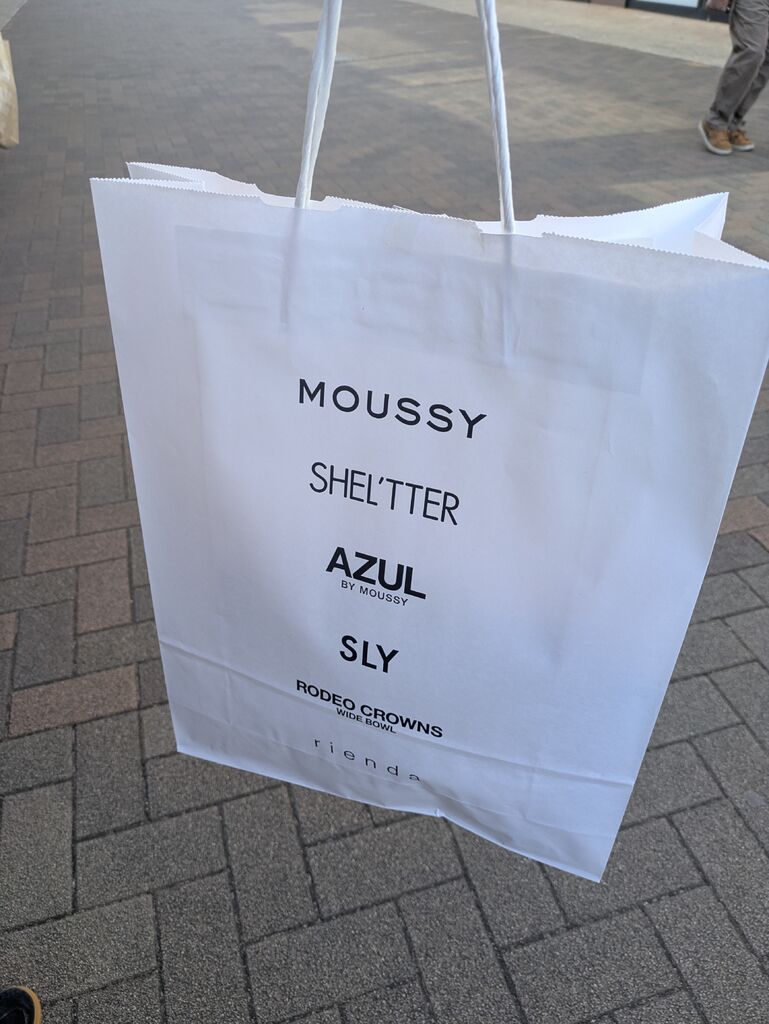 MOUSSY
SHEL'TTER
AZUL
BY MOUSSY
SLY
RODEO CROWNS
WIDE BOWL
rienda